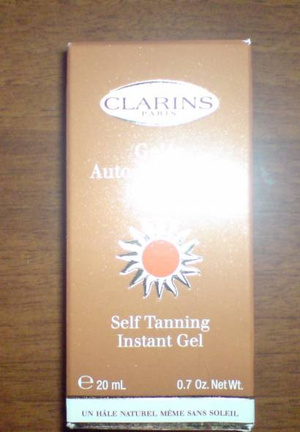 CLARINS
PARIS
Auto
Self Tanning
Instant Gel
e 20 mL 0.7 Oz. Net Wt.
UN HÂLE NATUREL MÊME SANS SOLEIL